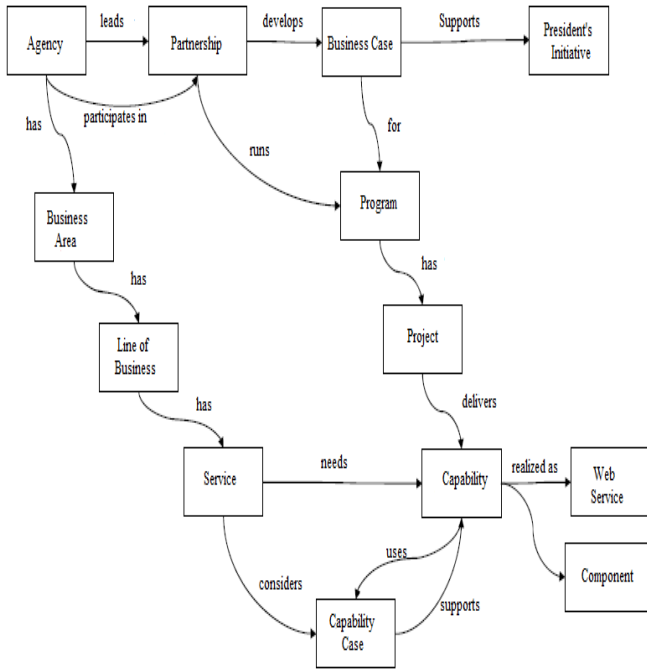 leads
develops
Supports
Agency
Partnership
Business Case
President's
Initiative
participates in
has
runs
for
Business
Area
Program
has
has
Line of
Business
Project
has
delivers
Service
needs
Capability
realized as
Web
Service
uses
considers
supports
Component
Capability
Case